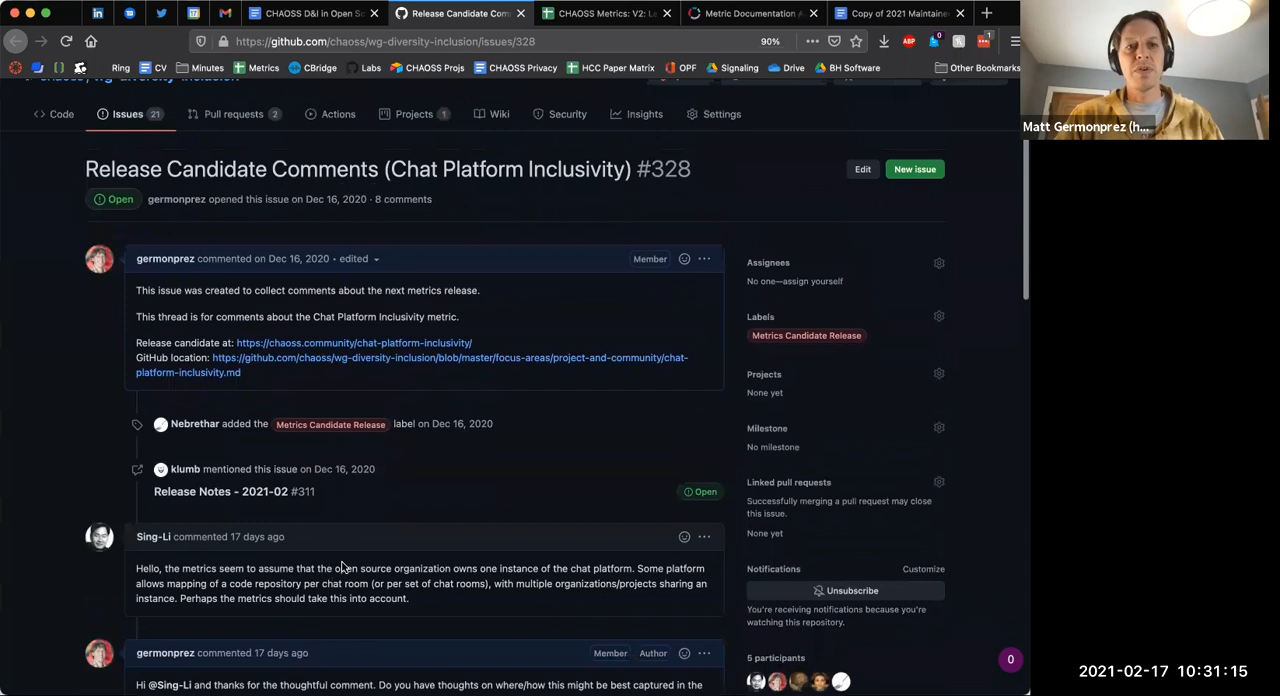 CHAOSS D&I in Open So
Release Candidate Com
CHAOSS Metrics: V2: Le
Metric Documentation A
Copy of 2021 Maintaine
https://github.com/chaoss/wg-diversity-inclusion/issues/328
90%
Ring
CV
Minutes
Metrics
CBridge
Labs
CHAOSS Projs
CHAOSS Privacy
HCC Paper Matrix
OPF
Signaling
Drive
BH Software
Other Bookmarks
Code
Issues 21
Pull requests 2
Actions
Projects 1
Wiki
Security
Insights
Settings
Release Candidate Comments (Chat Platform Inclusivity) #328
Edit
New issue
Open
germonprez opened this issue on Dec 16, 2020 · 8 comments
germonprez commented on Dec 16, 2020 • edited
Member
This issue was created to collect comments about the next metrics release.
This thread is for comments about the Chat Platform Inclusivity metric.
Release candidate at: https://chaoss.community/chat-platform-inclusivity/
GitHub location: https://github.com/chaoss/wg-diversity-inclusion/blob/master/focus-areas/project-and-community/chat-
platform-inclusivity.md
Nebrethar added the Metrics Candidate Release label on Dec 16, 2020
klumb mentioned this issue on Dec 16, 2020
Release Notes - 2021-02 #311
Open
Sing-Li commented 17 days ago
Hello, the metrics seem to assume that the open source organization owns one instance of the chat platform. Some platform
allows mapping of a code repository per chat room (or per set of chat rooms), with multiple organizations/projects sharing an
instance. Perhaps the metrics should take this into account.
germonprez commented 17 days ago
Member
Author
Hi @Sing-Li and thanks for the thoughtful comment. Do you have thoughts on where/how this might be best captured in the
Assignees
No one—assign yourself
Labels
Metrics Candidate Release
Projects
None yet
Milestone
No milestone
Linked pull requests
Successfully merging a pull request may close
this issue.
None yet
Notifications
Customize
Unsubscribe
You're receiving notifications because you're
watching this repository.
5 participants
0
Matt Germonprez (h...
2021-02-17 10:31:15